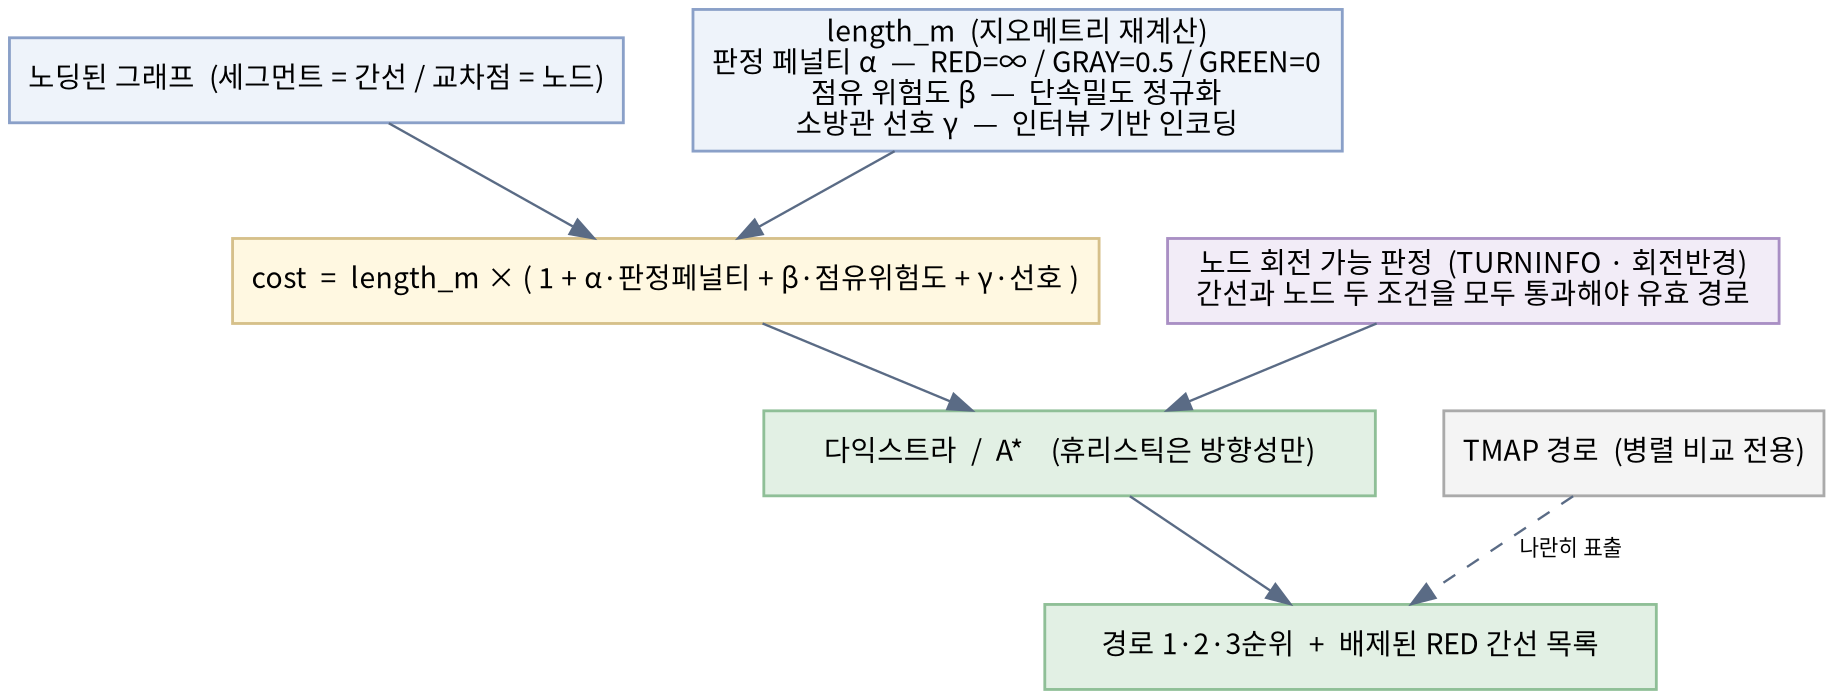 노딩된 그래프 (세그먼트 = 간선 / 교차점 = 노드)
length_m (지오메트리 재계산)
판정 페널티 α — RED=∞ / GRAY=0.5 / GREEN=0
점유 위험도 β — 단속밀도 정규화
소방관 선호 γ — 인터뷰 기반 인코딩
cost = length_m × ( 1 + α·판정페널티 + β·점유위험도 + γ·선호 )
노드 회전 가능 판정 (TURNINFO · 회전반경)
간선과 노드 두 조건을 모두 통과해야 유효 경로
다익스트라 / A* (휴리스틱은 방향성만)
TMAP 경로 (병렬 비교 전용)
나란히 표출
경로 1·2·3순위 + 배제된 RED 간선 목록